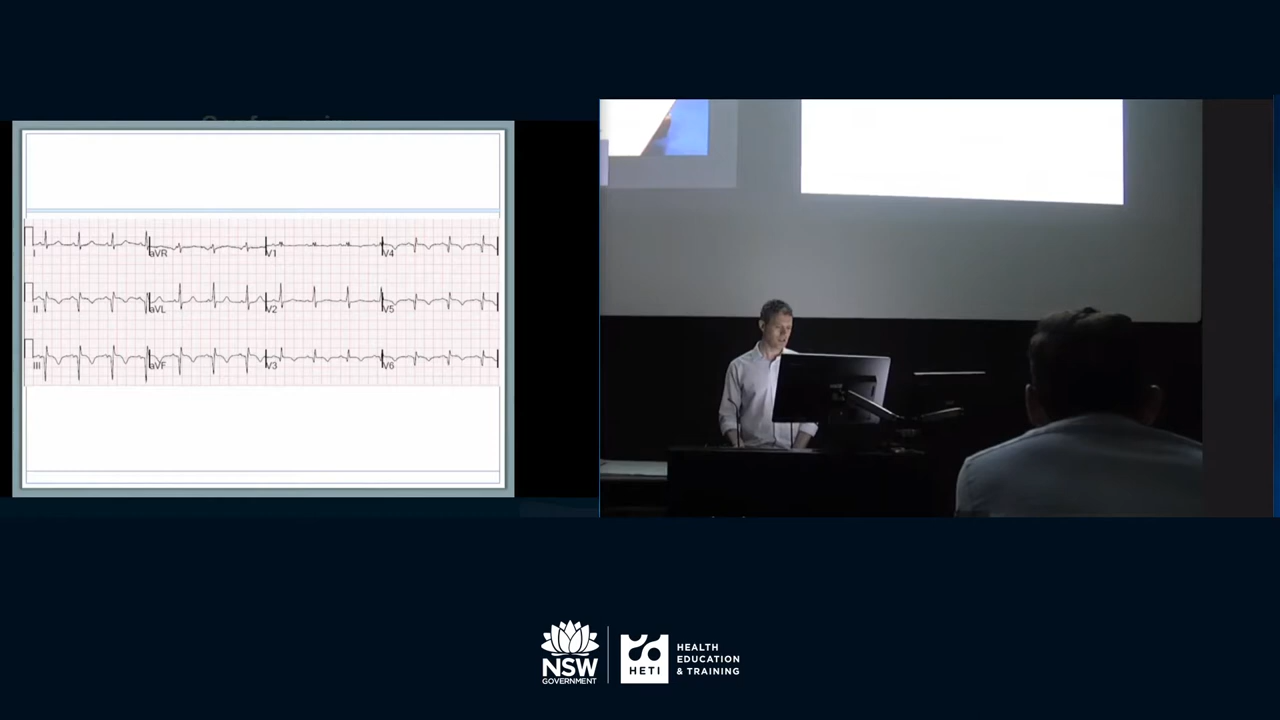 I
aVR
V1
V4
II
aVL
V2
V5
III
aVF
V3
V6
NSW
GOVERNMENT
HETI
HEALTH
EDUCATION
& TRAINING